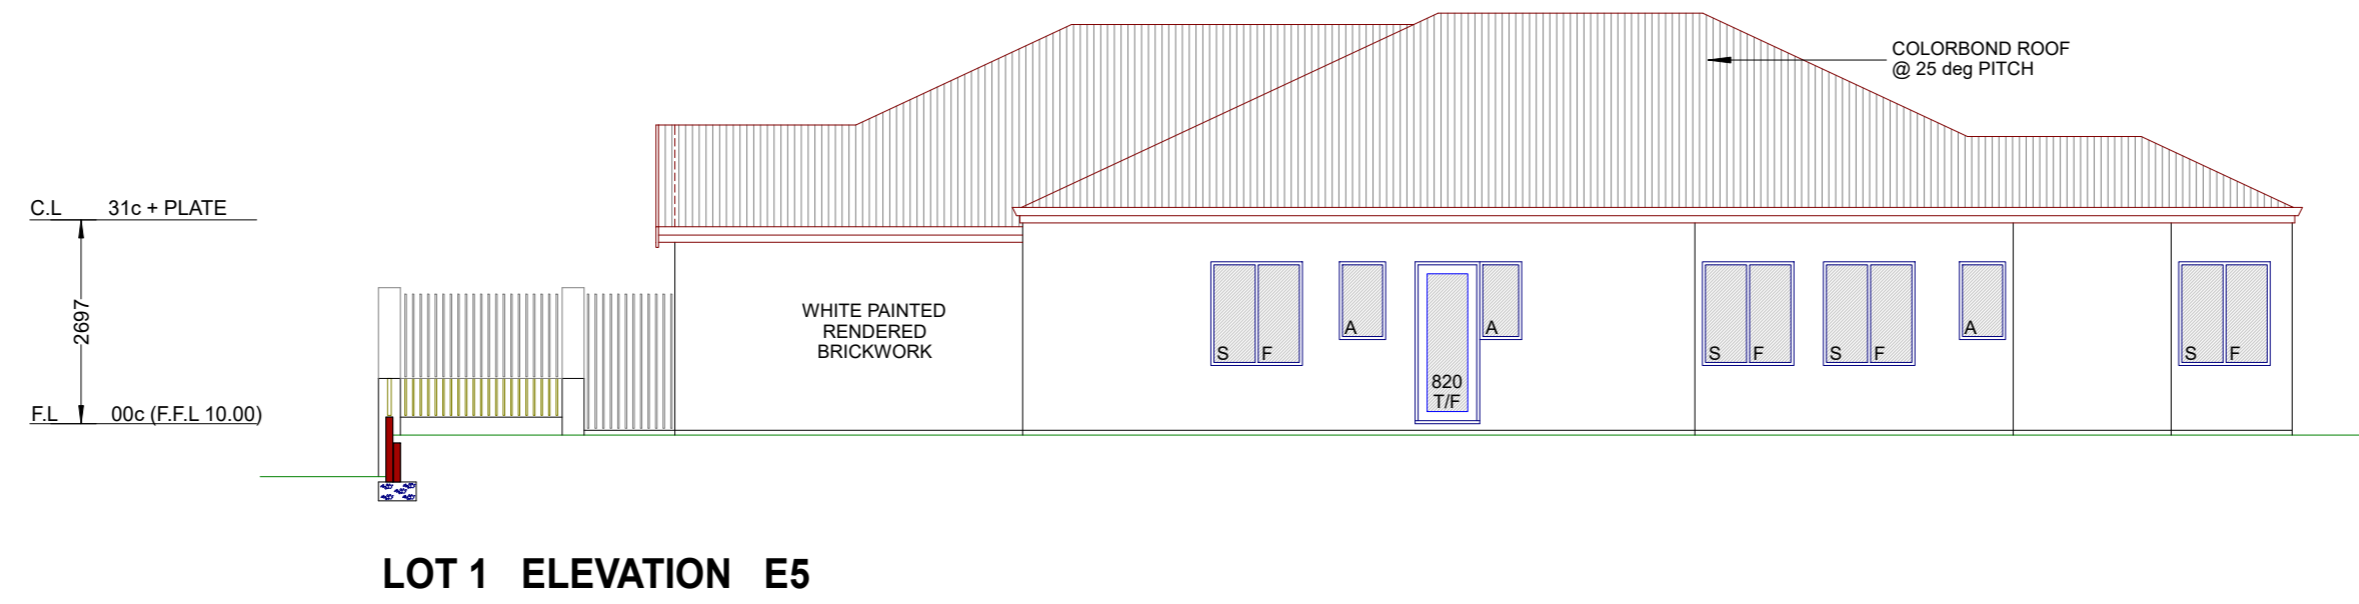 COLORBOND ROOF
@ 25 deg PITCH
C.L 31c + PLATE
2697
F.L 00c (F.F.L 10.00)
WHITE PAINTED
RENDERED
BRICKWORK
S F
A
820
T/F
A
S F
S F
A
S F
LOT 1 ELEVATION E5